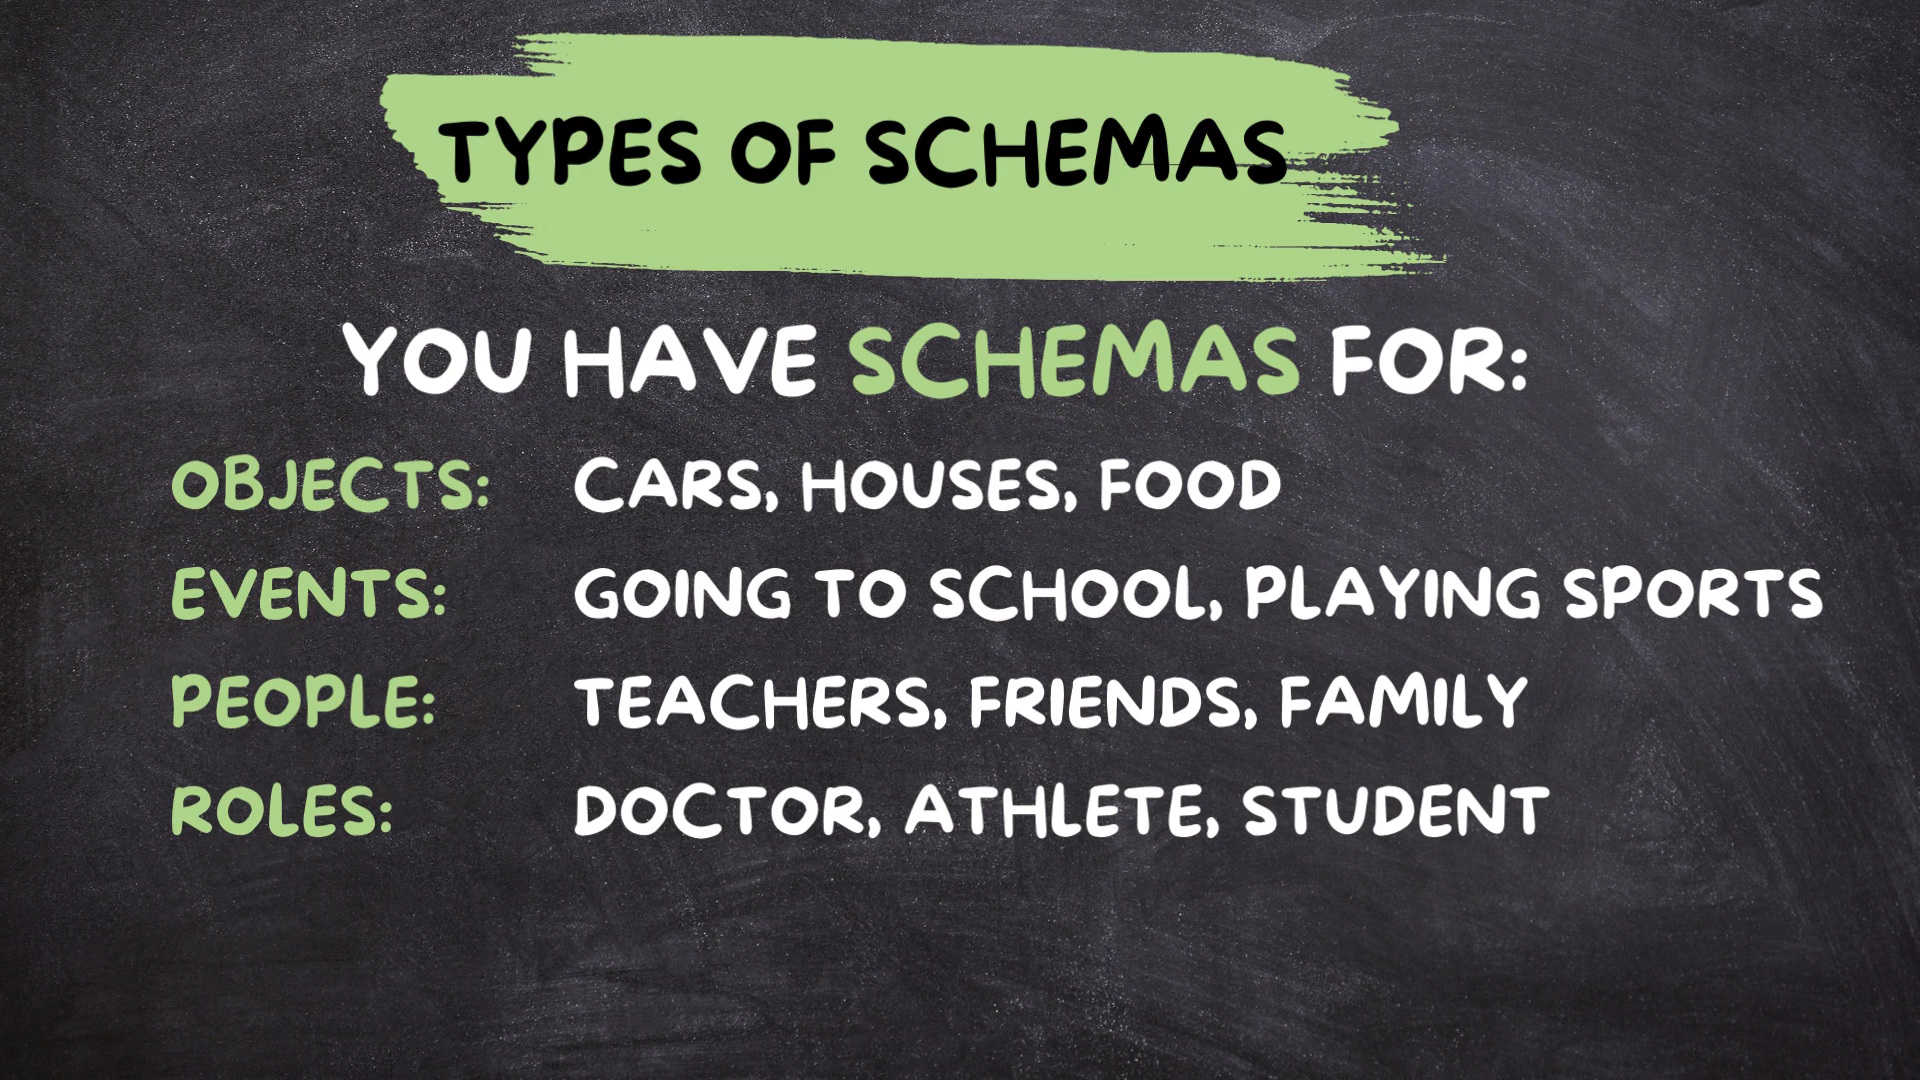 TYPES OF SCHEMAS
YOU HAVE SCHEMAS FOR:
OBJECTS: CARS, HOUSES, FOOD
EVENTS: GOING TO SCHOOL, PLAYING SPORTS
PEOPLE: TEACHERS, FRIENDS, FAMILY
ROLES: DOCTOR, ATHLETE, STUDENT